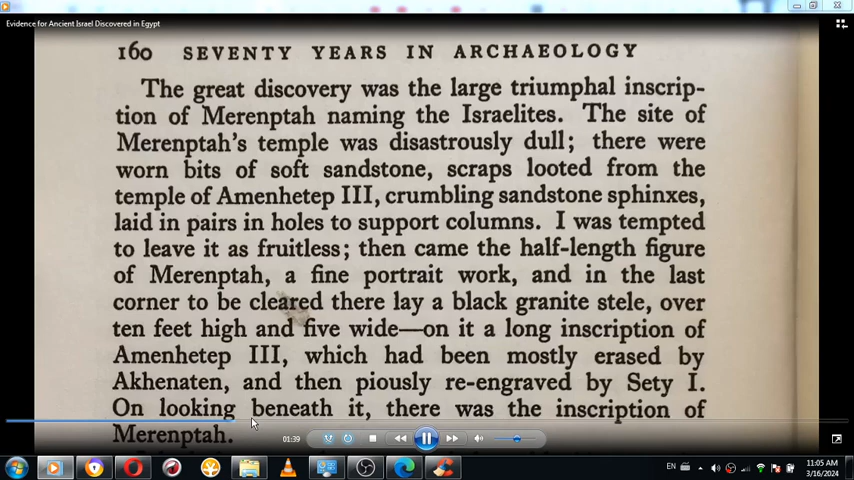 Evidence for Ancient Israel Discovered in Egypt
160 SEVENTY YEARS IN ARCHAEOLOGY
The great discovery was the large triumphal inscrip-
tion of Merenptah naming the Israelites. The site of
Merenptah's temple was disastrously dull; there were
worn bits of soft sandstone, scraps looted from the
temple of Amenhetep III, crumbling sandstone sphinxes,
laid in pairs in holes to support columns. I was tempted
to leave it as fruitless; then came the half-length figure
of Merenptah, a fine portrait work, and in the last
corner to be cleared there lay a black granite stele, over
ten feet high and five wide—on it a long inscription of
Amenhetep III, which had been mostly erased by
Akhenaten, and then piously re-engraved by Sety I.
On looking beneath it, there was the inscription of
Merenptah.
01:39
EN
11:05 AM
3/16/2024